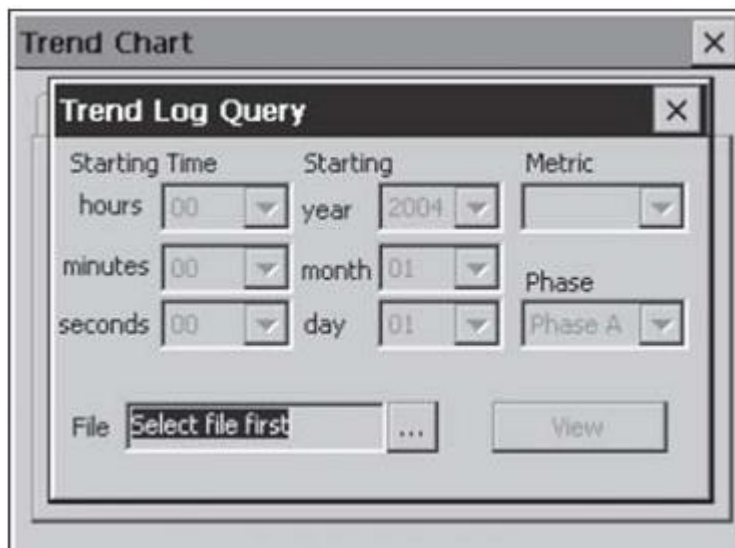 Trend Chart
Trend Log Query
Starting Time Starting Metric
hours 00 year 2004
minutes 00 month 01
Phase
seconds 00 day 01 Phase A
File Select file first ... View